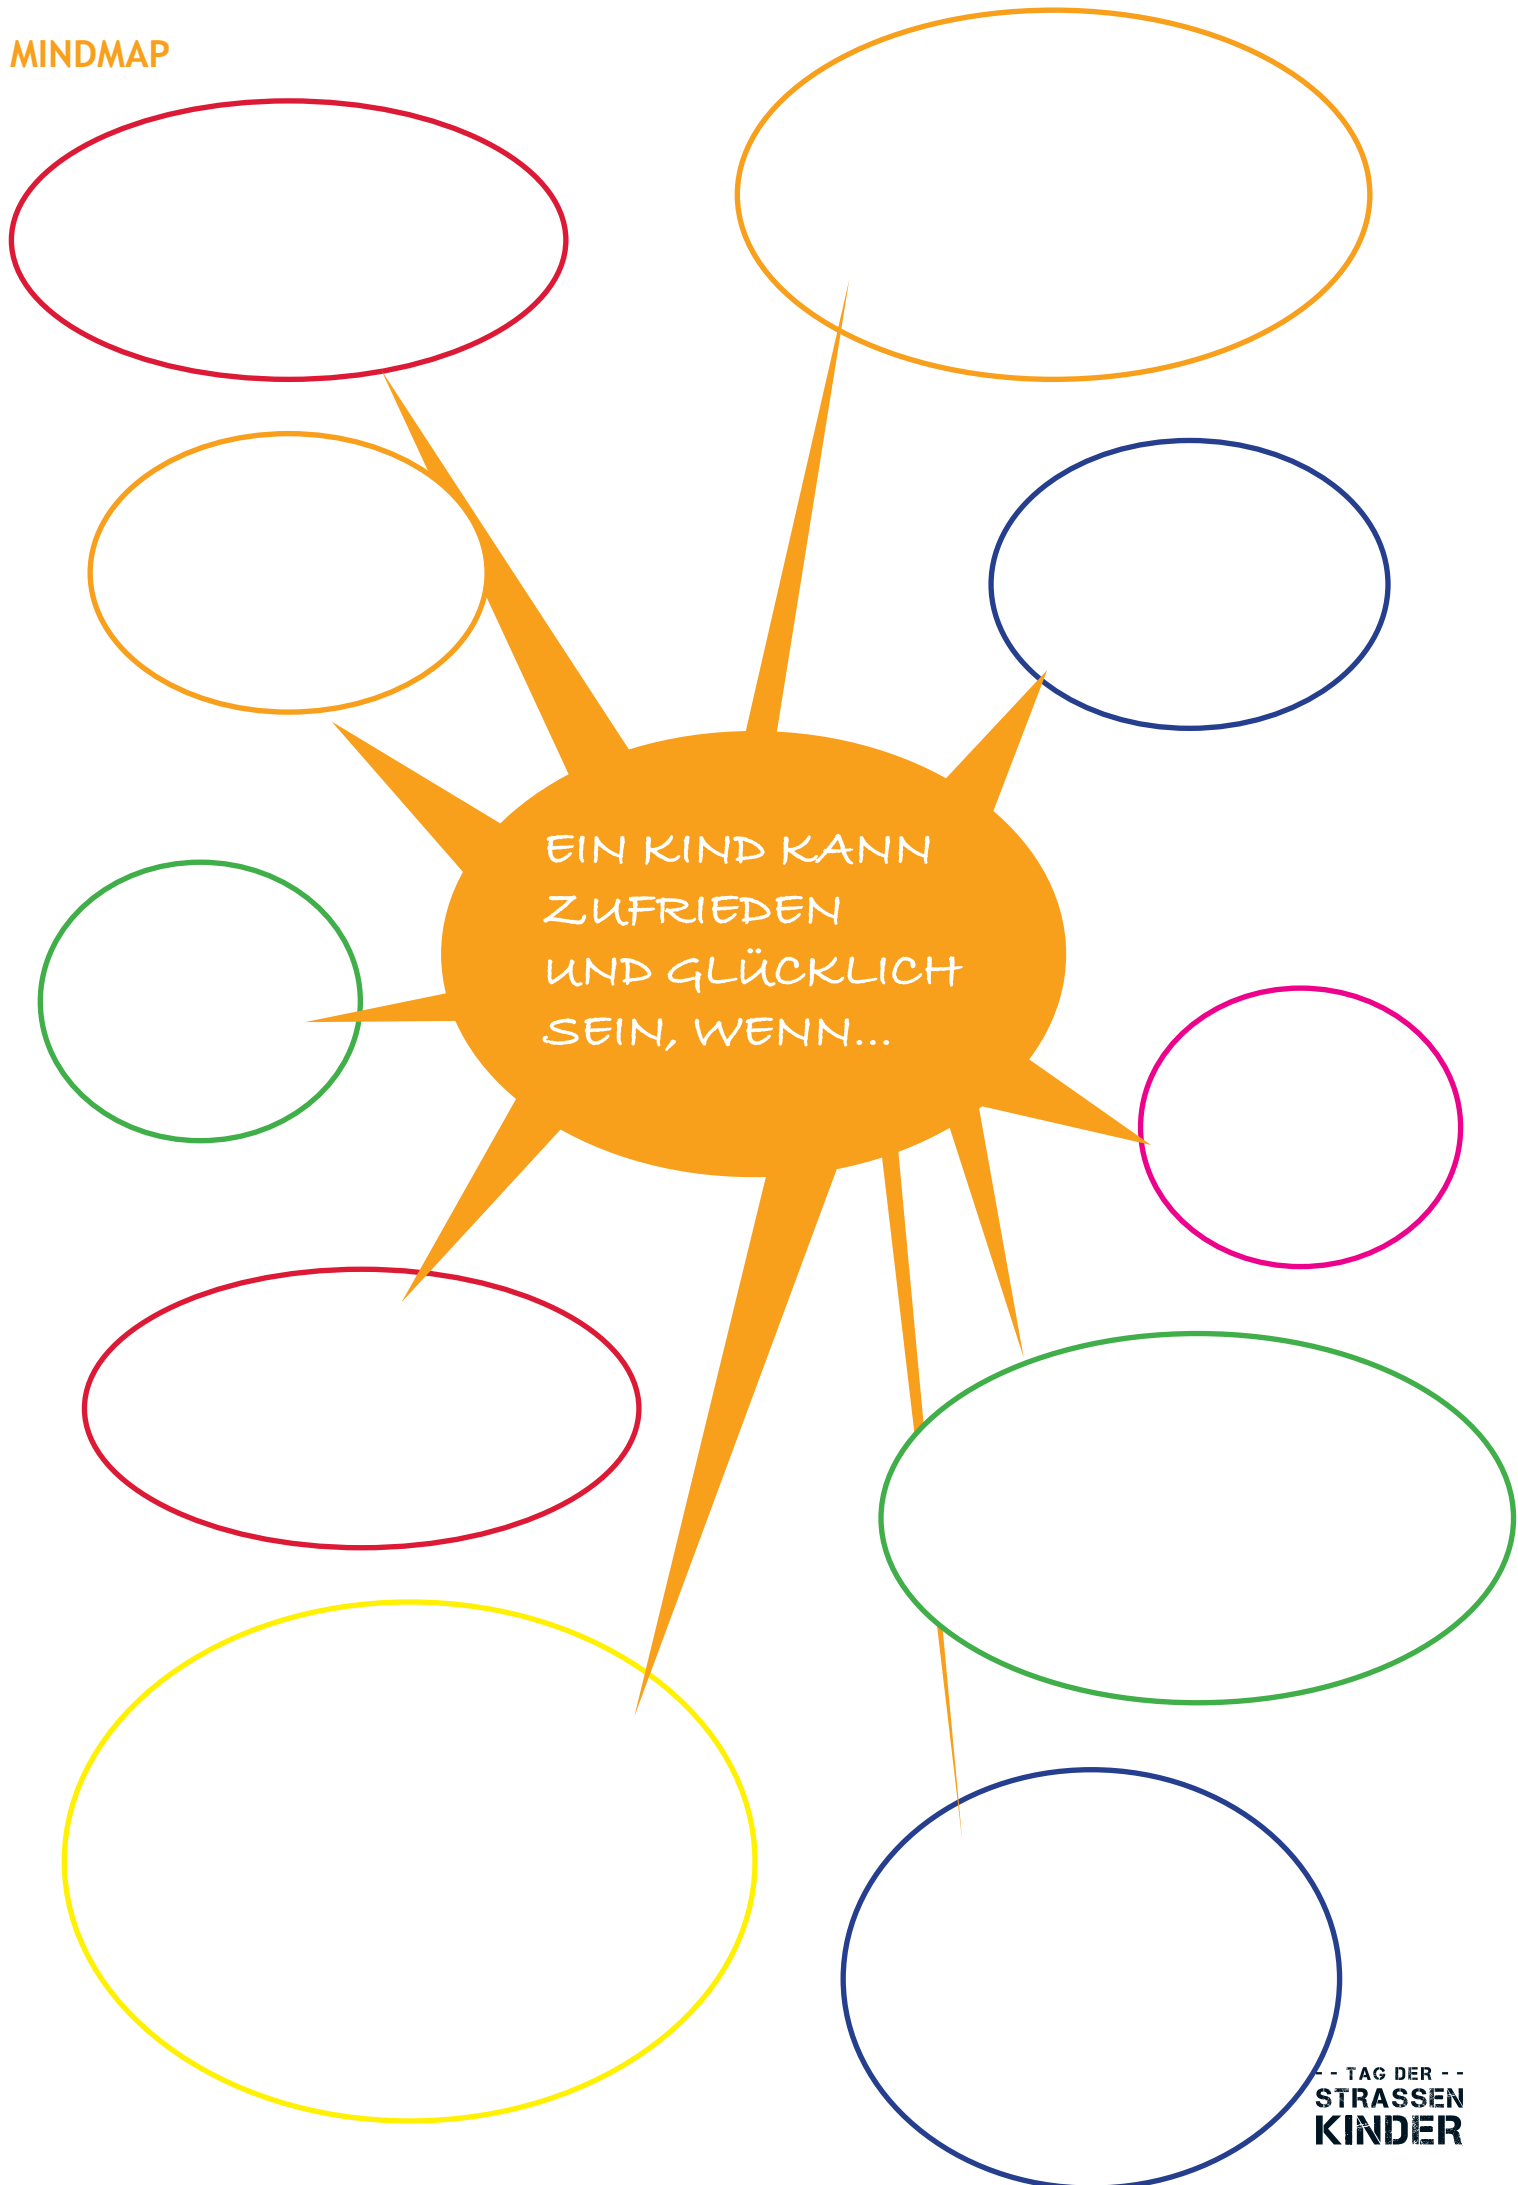 MINDMAP
EIN KIND KANN
ZUFRIEDEN
UND GLÜCKLICH
SEIN, WENN...
- - TAG DER - -
STRASSEN
KINDER